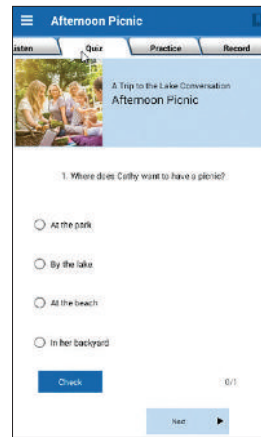 Afternoon Picnic
isten Quiz Practice Record
A Trip to the Lake Conversation
Afternoon Picnic
1. Where does Cathy want to have a picnic?
At the park
By the lake
At the beach
In her backyard
Check 0/1
Next